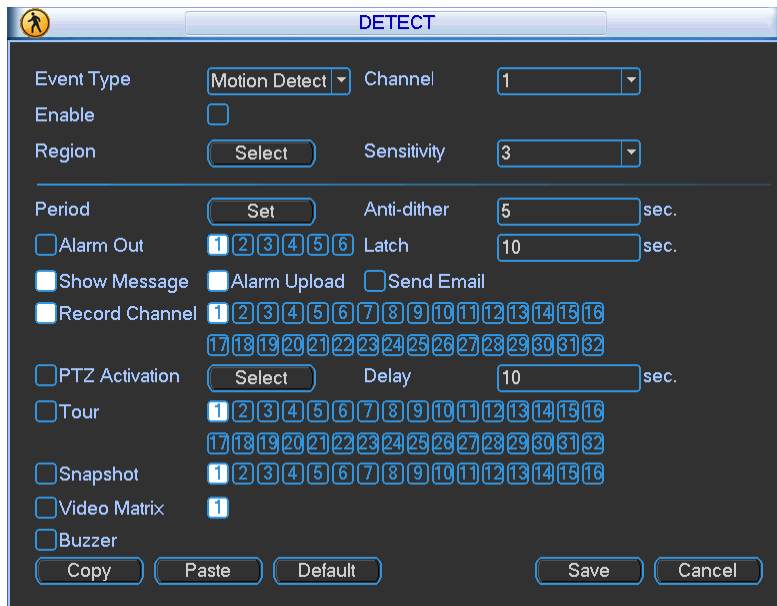 DETECT
Event Type Motion Detect Channel 1
Enable
Region Select Sensitivity 3
Period Set Anti-dither 5 sec.
Alarm Out 1 2 3 4 5 6 Latch 10 sec.
Show Message Alarm Upload Send Email
Record Channel 1 2 3 4 5 6 7 8 9 10 11 12 13 14 15 16
17 18 19 20 21 22 23 24 25 26 27 28 29 30 31 32
PTZ Activation Select Delay 10 sec.
Tour 1 2 3 4 5 6 7 8 9 10 11 12 13 14 15 16
17 18 19 20 21 22 23 24 25 26 27 28 29 30 31 32
Snapshot 1 2 3 4 5 6 7 8 9 10 11 12 13 14 15 16
Video Matrix 1
Buzzer
Copy Paste Default Save Cancel